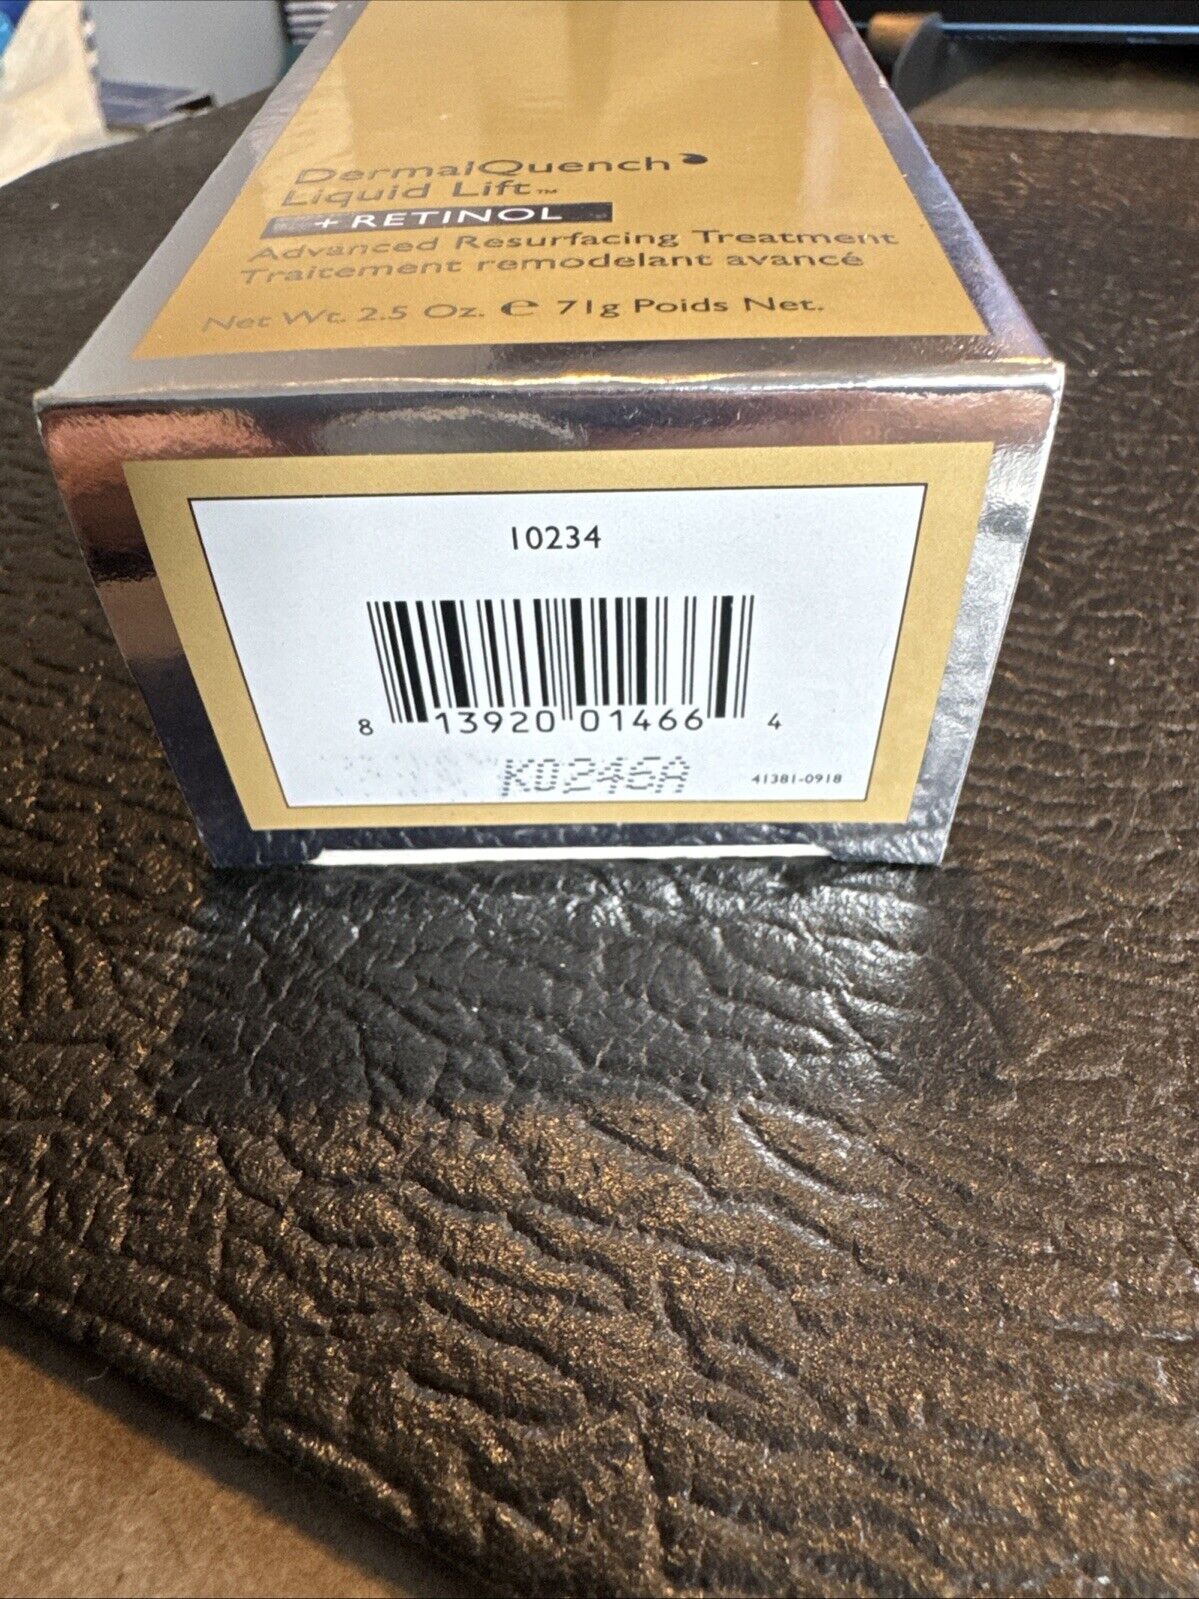 DermalQuench
Liquid Lift™
+ RETINOL
Advanced Resurfacing Treatment
Traitement remodelant avancé
Net Wt. 2.5 Oz. ℮ 71g Poids Net.
10234
8 13920 01466 4
K0246A
41381-0918